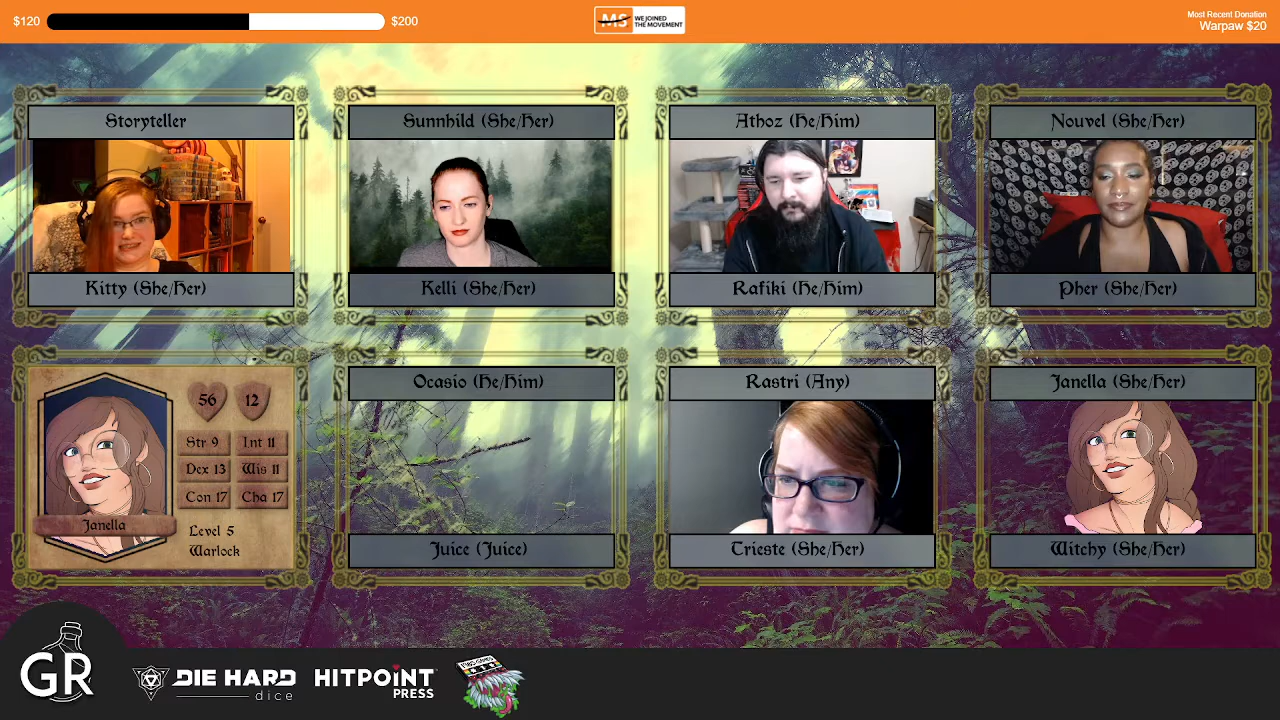 $120
$200
MS
WE JOINED
THE MOVEMENT
Most Recent Donation
Warpaw $20
Storyteller
Sunnhild (She/Her)
Athoz (He/Him)
Nouvel (She/Her)
Kitty (She/Her)
Kelli (She/Her)
Rafiki (He/Him)
Pher (She/Her)
56
12
Str 9
Int 11
Dex 13
Wis 11
Con 17
Cha 17
Janella
Level 5
Warlock
Ocasio (He/Him)
Rastri (Any)
Janella (She/Her)
Juice (Juice)
Trieste (She/Her)
Witchy (She/Her)
GR
DIE HARD
dice
HITPOINT
PRESS